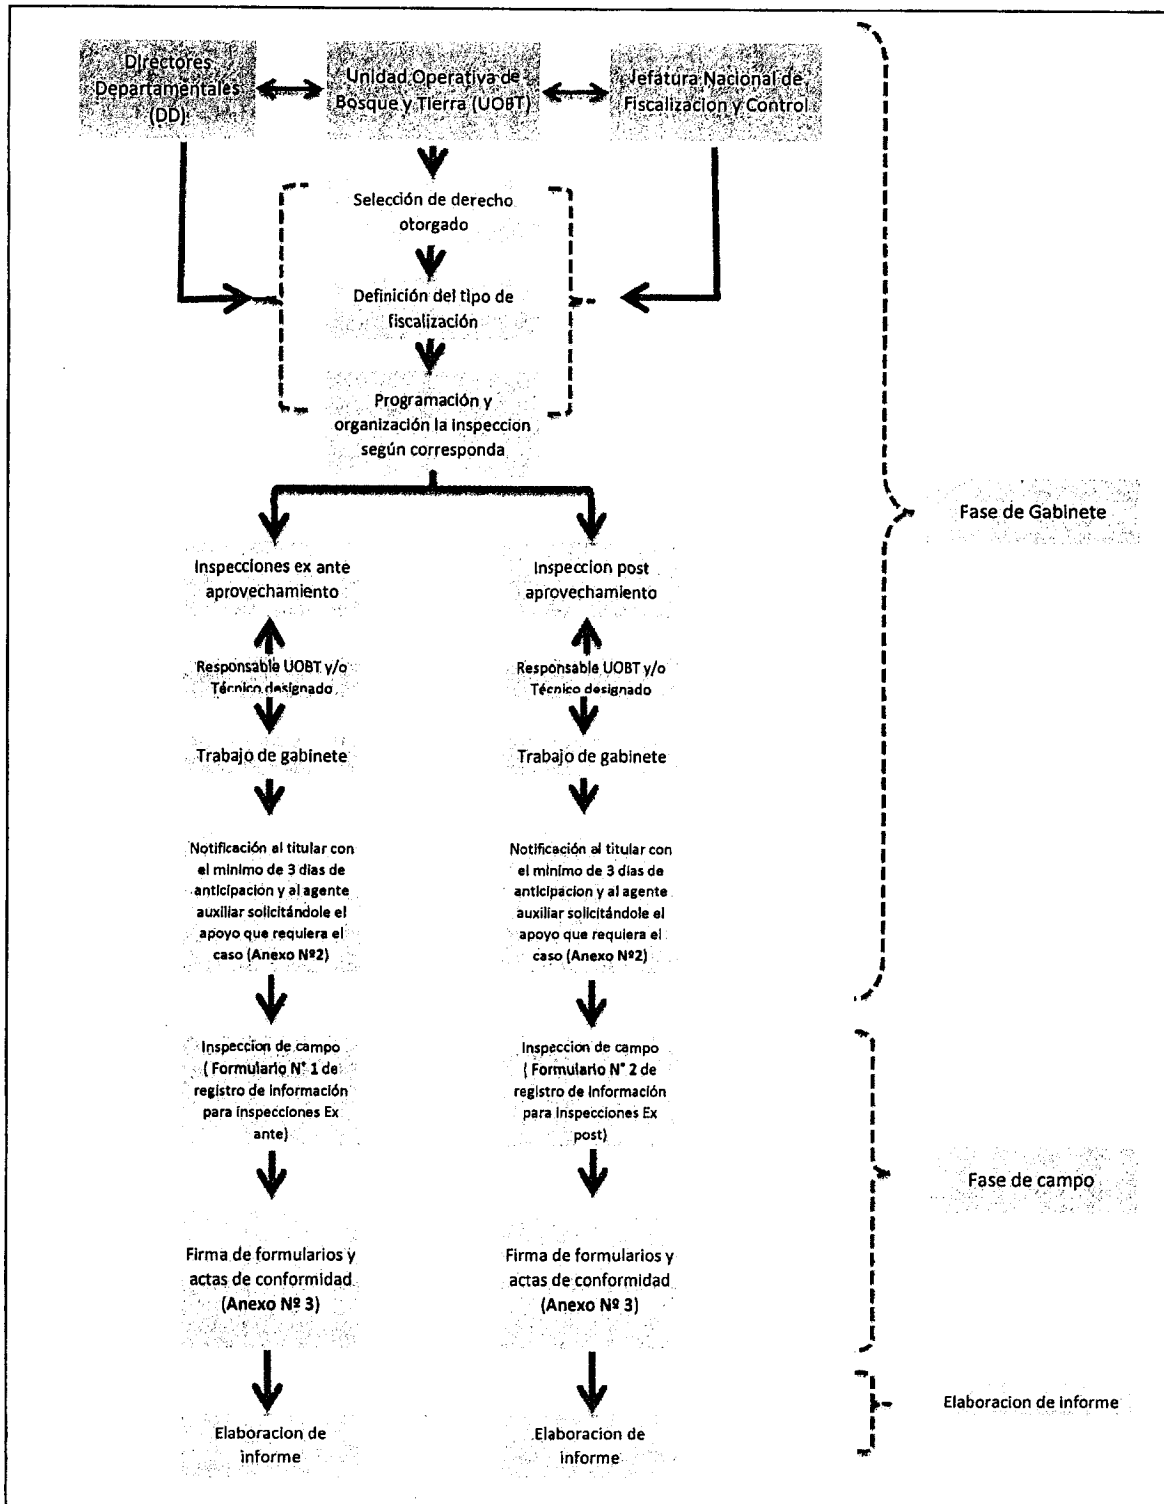 Directores
Departamentales
(DD)
Unidad Operativa de
Bosque y Tierra (UOBT)
Jefatura Nacional de
Fiscalizacion y Control
Selección de derecho
otorgado
Definición del tipo de
fiscalización
Programación y
organización la inspeccion
según corresponda
Fase de Gabinete
Inspecciones ex ante
aprovechamiento
Inspeccion post
aprovechamiento
Responsable UOBT y/o
Técnico designado
Responsable UOBT y/o
Técnico designado
Trabajo de gabinete
Trabajo de gabinete
Notificación al titular con
el minimo de 3 dias de
anticipacion y al agente
auxiliar solicitándole el
apoyo que requiera el
caso (Anexo Nº2)
Notificación al titular con
el minimo de 3 dias de
anticipacion y al agente
auxiliar solicitándole el
apoyo que requiera el
caso (Anexo Nº2)
Inspeccion de campo
( Formulario N° 1 de
registro de información
para inspecciones Ex
ante)
Inspeccion de campo
( Formulario N° 2 de
registro de información
para inspecciones Ex
post)
Fase de campo
Firma de formularios y
actas de conformidad
(Anexo Nº 3)
Firma de formularios y
actas de conformidad
(Anexo Nº 3)
Elaboracion de informe
Elaboracion de
informe
Elaboracion de
informe